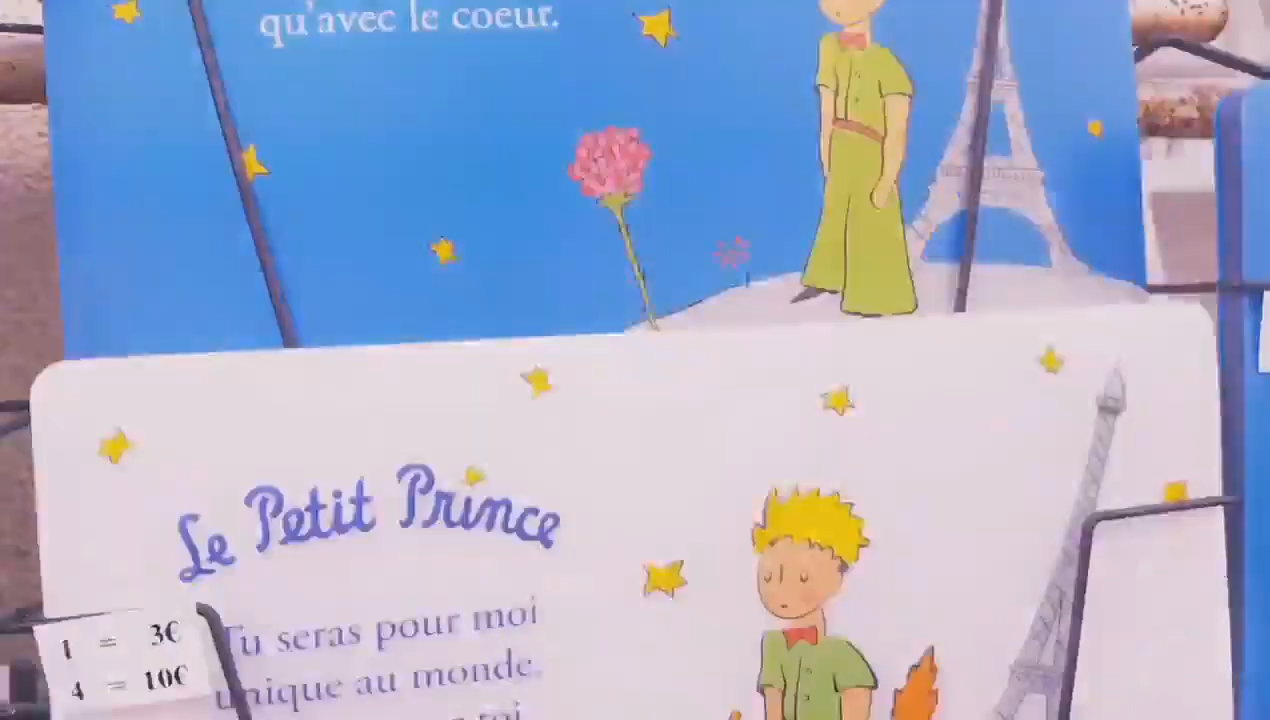 qu'avec le coeur.
Le Petit Prince
Tu seras pour moi
unique au monde.
1 = 3€
4 = 10€